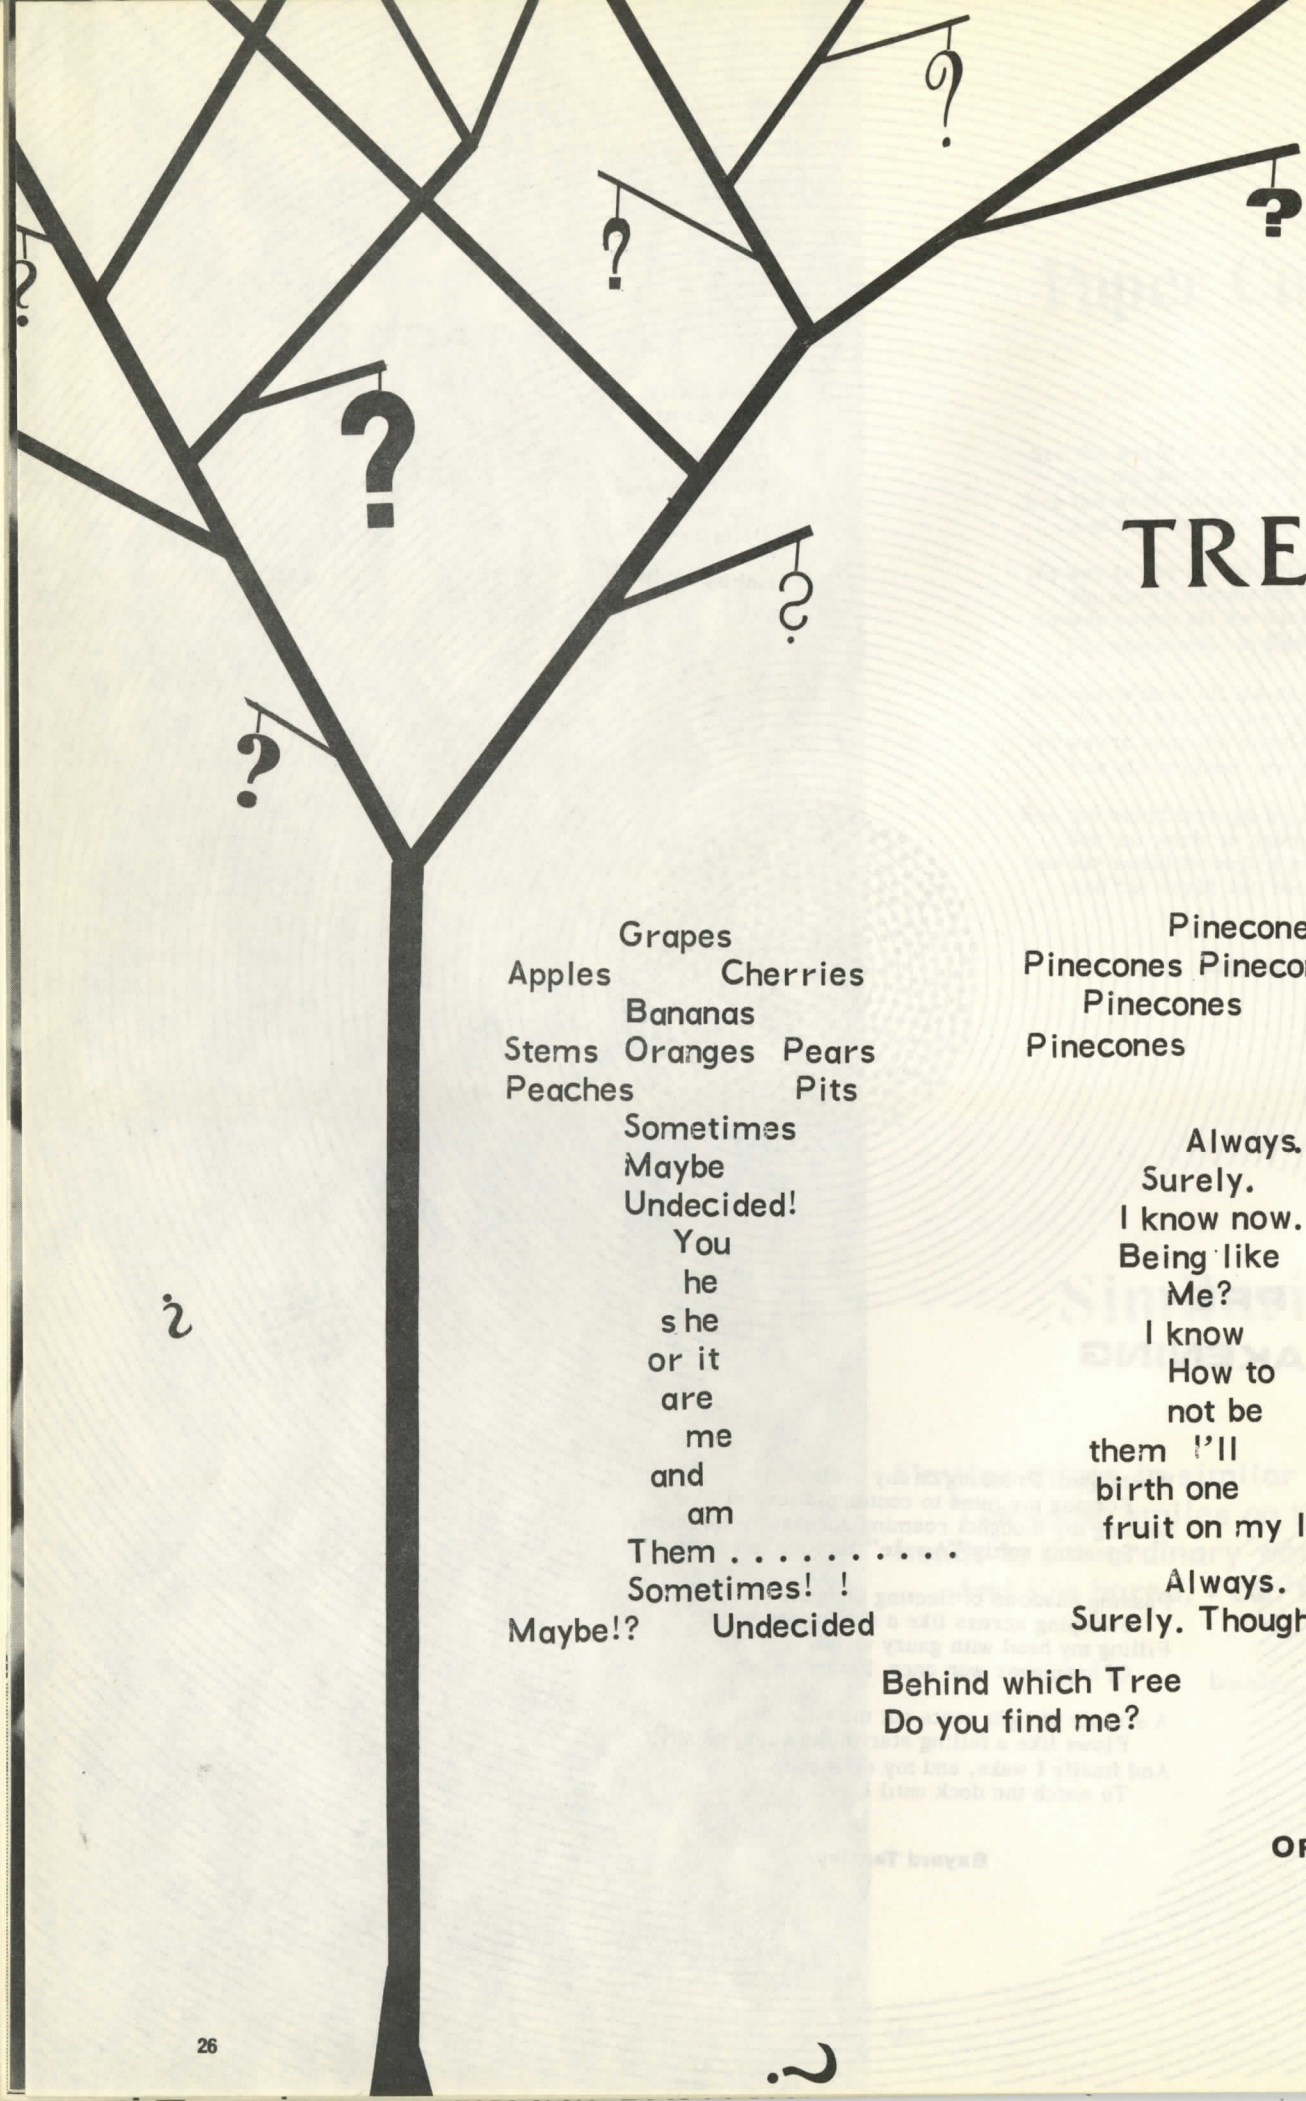 TRE
Grapes
Apples Cherries
Bananas
Stems Oranges Pears
Peaches Pits
Sometimes
Maybe
Undecided!
You
he
she
or it
are
me
and
am
Them . . . . . . . . . . .
Sometimes! !
Maybe!? Undecided
Pinecone
Pinecones Pineco
Pinecones
Pinecones
Always.
Surely.
I know now.
Being like
Me?
I know
How to
not be
them I'll
birth one
fruit on my l
Always.
Surely. Though
Behind which Tree
Do you find me?
26